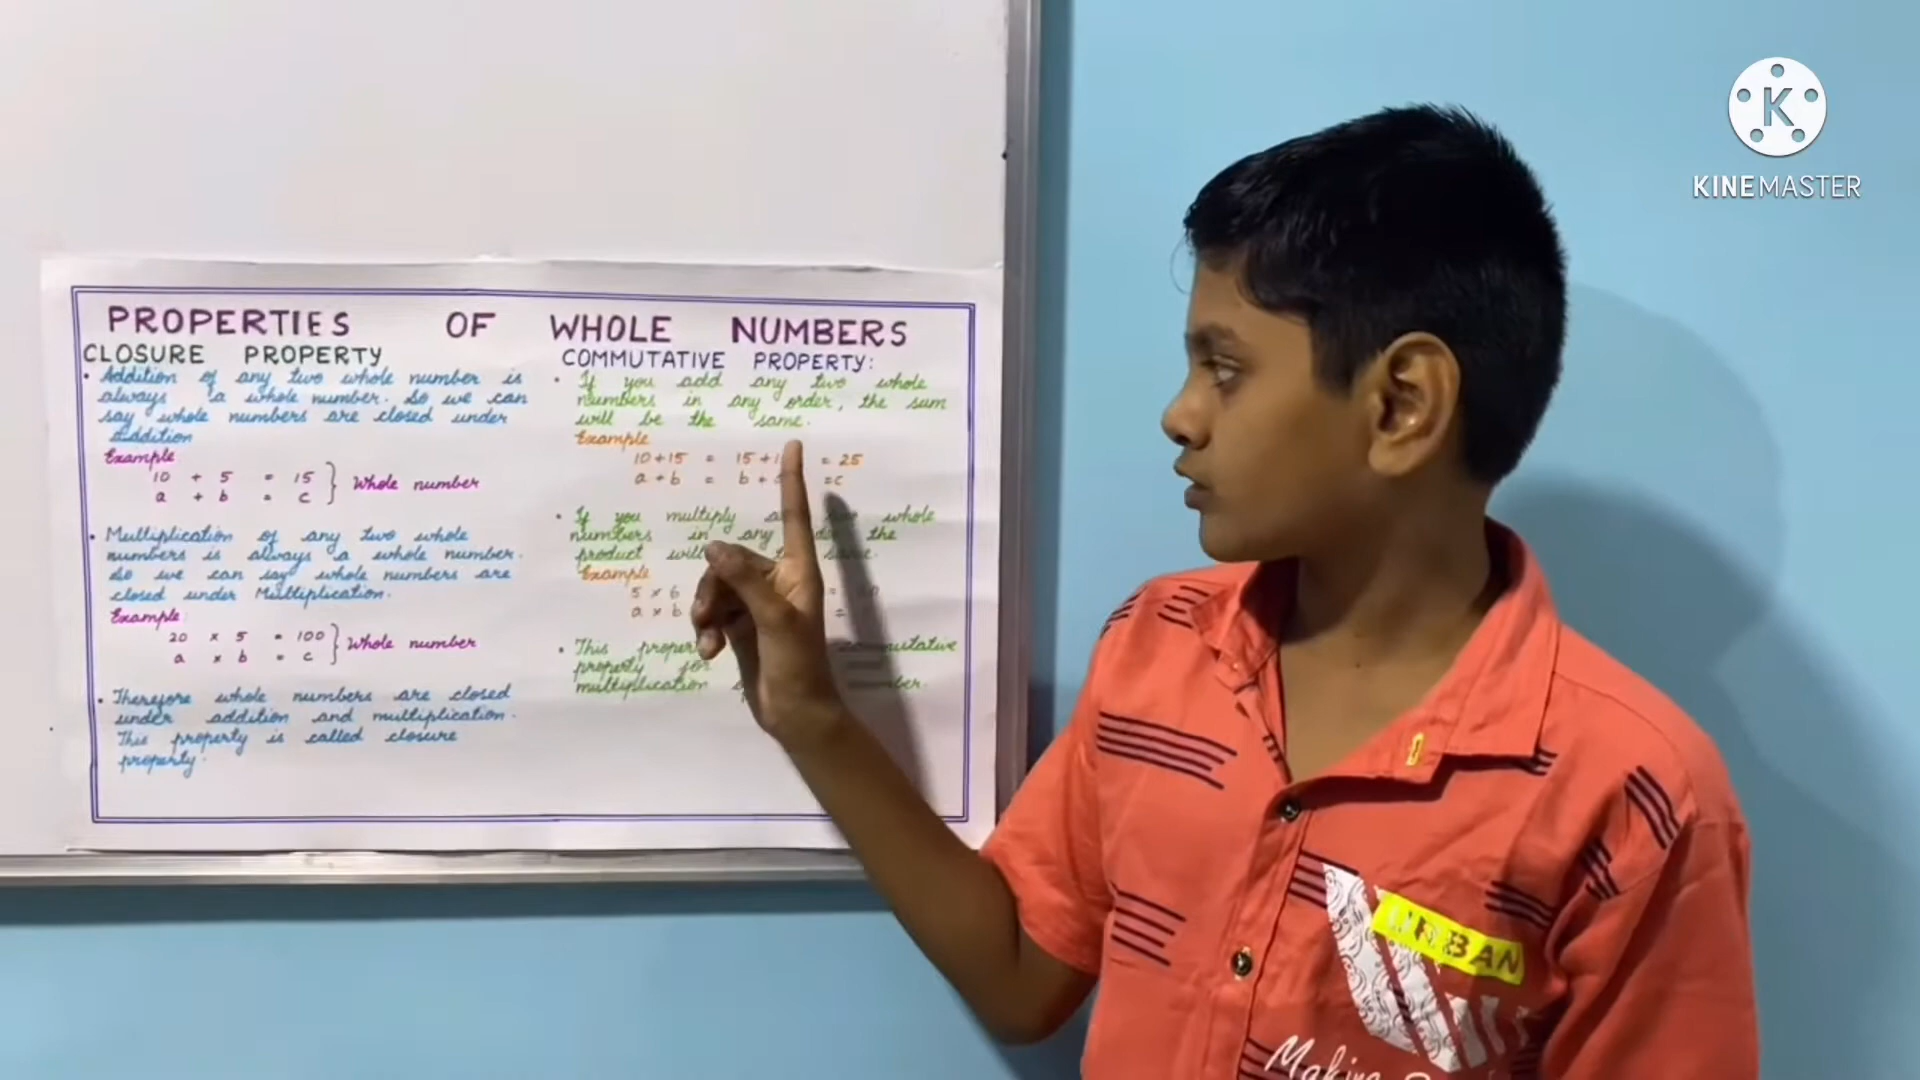 PROPERTIES OF WHOLE NUMBERS
CLOSURE PROPERTY
• Addition of any two whole number is
always a whole number. So we can
say whole numbers are closed under
addition
Example
10 + 5 = 15 } Whole number
a + b = c
• Multiplication of any two whole
numbers is always a whole number.
So we can say whole numbers are
closed under Multiplication.
Example:
20 x 5 = 100 } Whole number
a x b = c
• Therefore whole numbers are closed
under addition and multiplication.
This property is called closure
property.
COMMUTATIVE PROPERTY:
• If you add any two whole
numbers in any order, the sum
will be the same.
Example
10+15 = 15+1 = 25
a+b = b+ =c
• If you multiply whole
numbers in any the
product will same.
Example
5 x 6 =
a x b =
• This
property for
multiplication
KINEMASTER
K
URBAN
Making